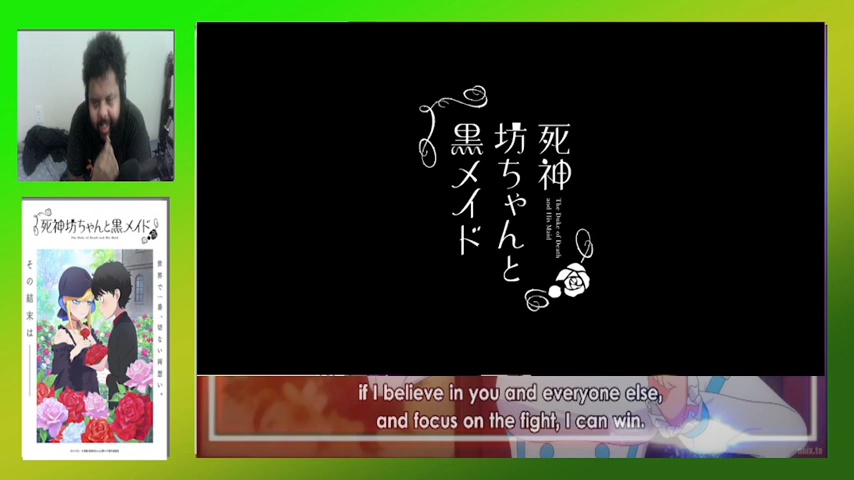 死神
坊ちゃんと
黒メイド
The Duke of Death
and His Maid
if I believe in you and everyone else,
and focus on the fight, I can win.
死神坊ちゃんと黒メイド
The Duke of Death and His Maid
世界で一番、切ない両想い。
その結末は